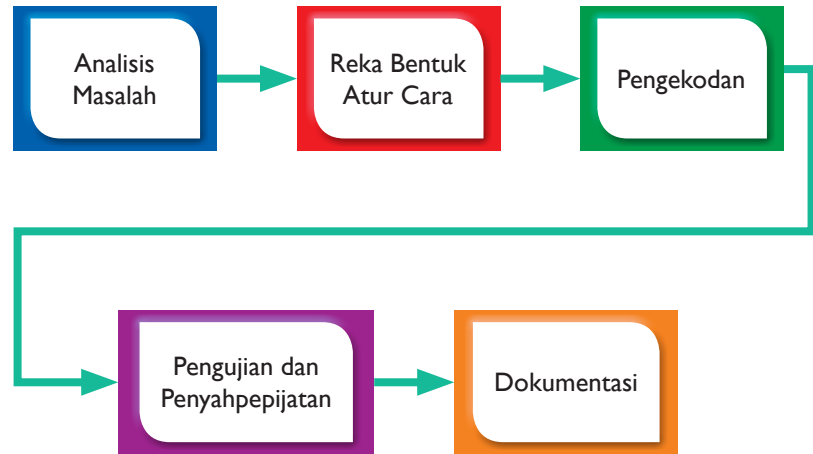 Analisis
Masalah
Reka Bentuk
Atur Cara
Pengekodan
Pengujian dan
Penyahpepijatan
Dokumentasi